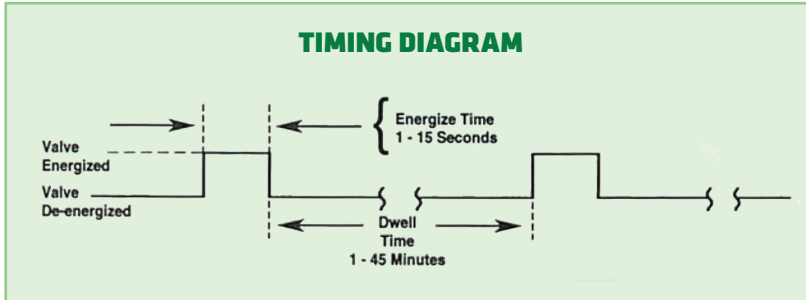 TIMING DIAGRAM
Energize Time
1 - 15 Seconds
Valve
Energized
Valve
De-energized
Dwell
Time
1 - 45 Minutes